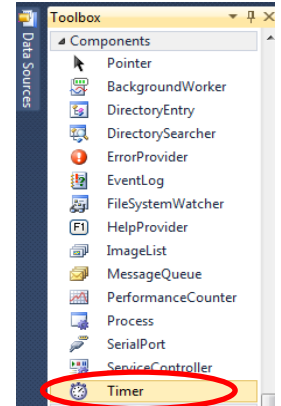 Toolbox
Data Sources
Components
Pointer
BackgroundWorker
DirectoryEntry
DirectorySearcher
ErrorProvider
EventLog
FileSystemWatcher
F1 HelpProvider
ImageList
MessageQueue
PerformanceCounter
Process
SerialPort
ServiceController
Timer